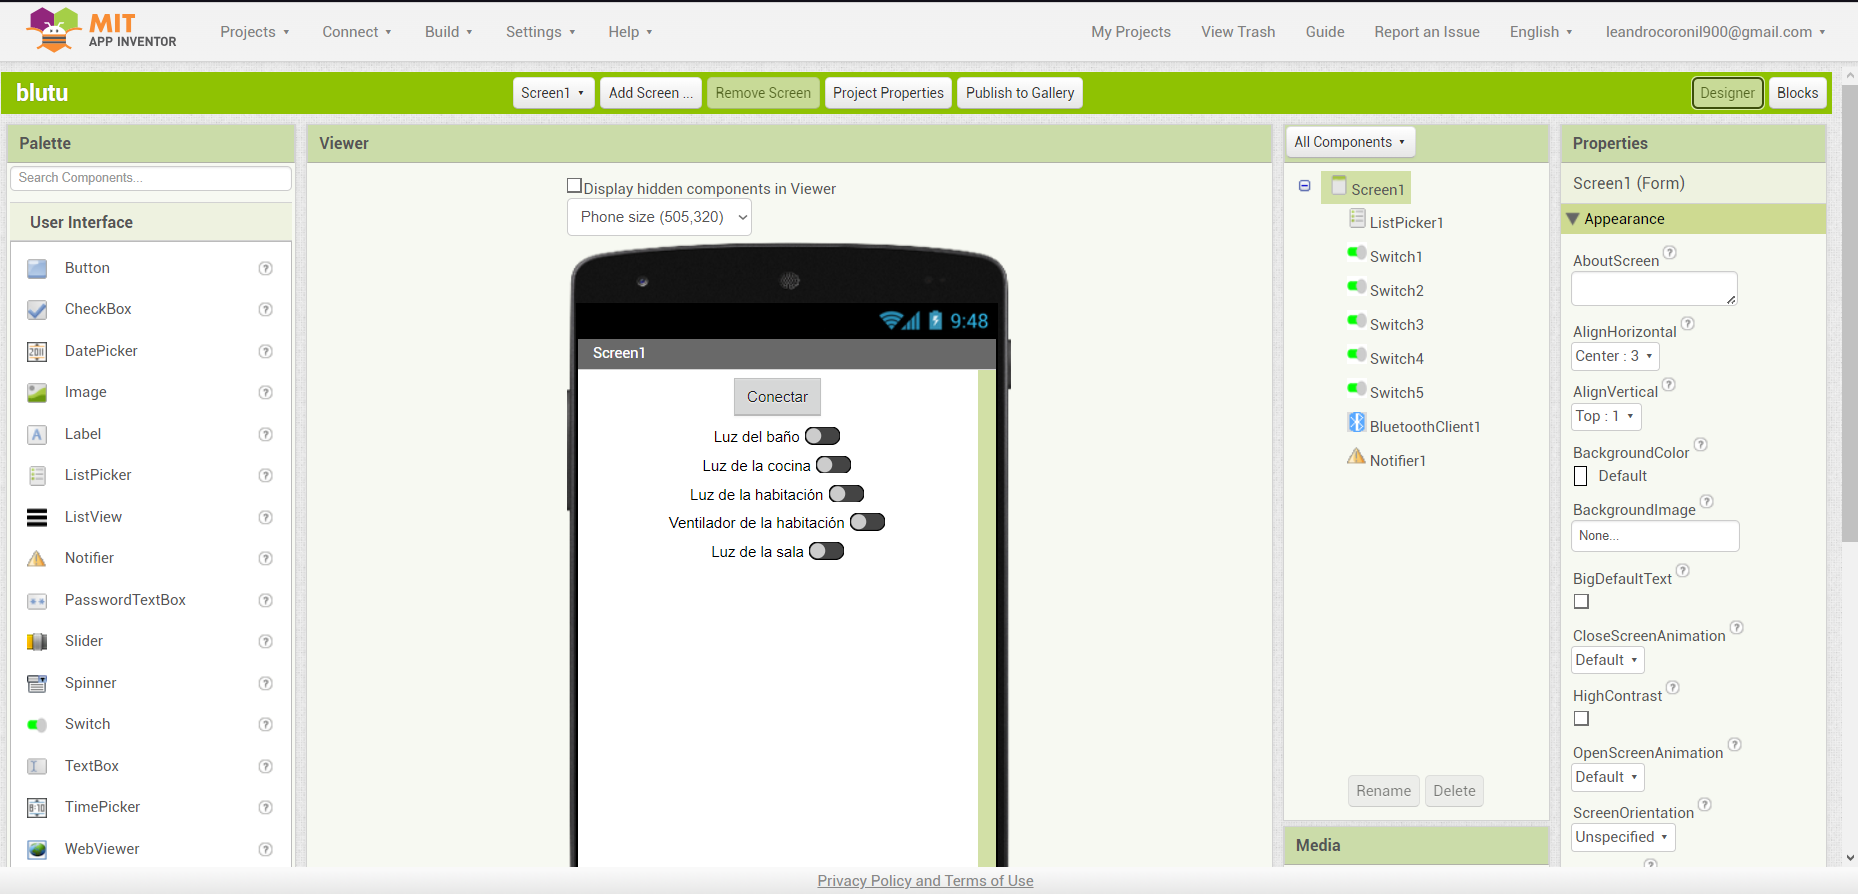 MIT
APP INVENTOR
Projects
Connect
Build
Settings
Help
My Projects
View Trash
Guide
Report an Issue
English
leandrocoronil900@gmail.com
blutu
Screen1
Add Screen ...
Remove Screen
Project Properties
Publish to Gallery
Designer
Blocks
Palette
Search Components...
User Interface
Button
?
CheckBox
?
DatePicker
?
Image
?
Label
?
ListPicker
?
ListView
?
Notifier
?
PasswordTextBox
?
Slider
?
Spinner
?
Switch
?
TextBox
?
TimePicker
?
WebViewer
?
Viewer
Display hidden components in Viewer
Phone size (505,320)
9:48
Screen1
Conectar
Luz del baño
Luz de la cocina
Luz de la habitación
Ventilador de la habitación
Luz de la sala
All Components
Screen1
ListPicker1
Switch1
Switch2
Switch3
Switch4
Switch5
BluetoothClient1
Notifier1
Rename
Delete
Media
Properties
Screen1 (Form)
Appearance
AboutScreen ?
AlignHorizontal ?
Center : 3
AlignVertical ?
Top : 1
BackgroundColor ?
Default
BackgroundImage ?
None...
BigDefaultText ?
CloseScreenAnimation ?
Default
HighContrast ?
OpenScreenAnimation ?
Default
ScreenOrientation ?
Unspecified
?
Privacy Policy and Terms of Use